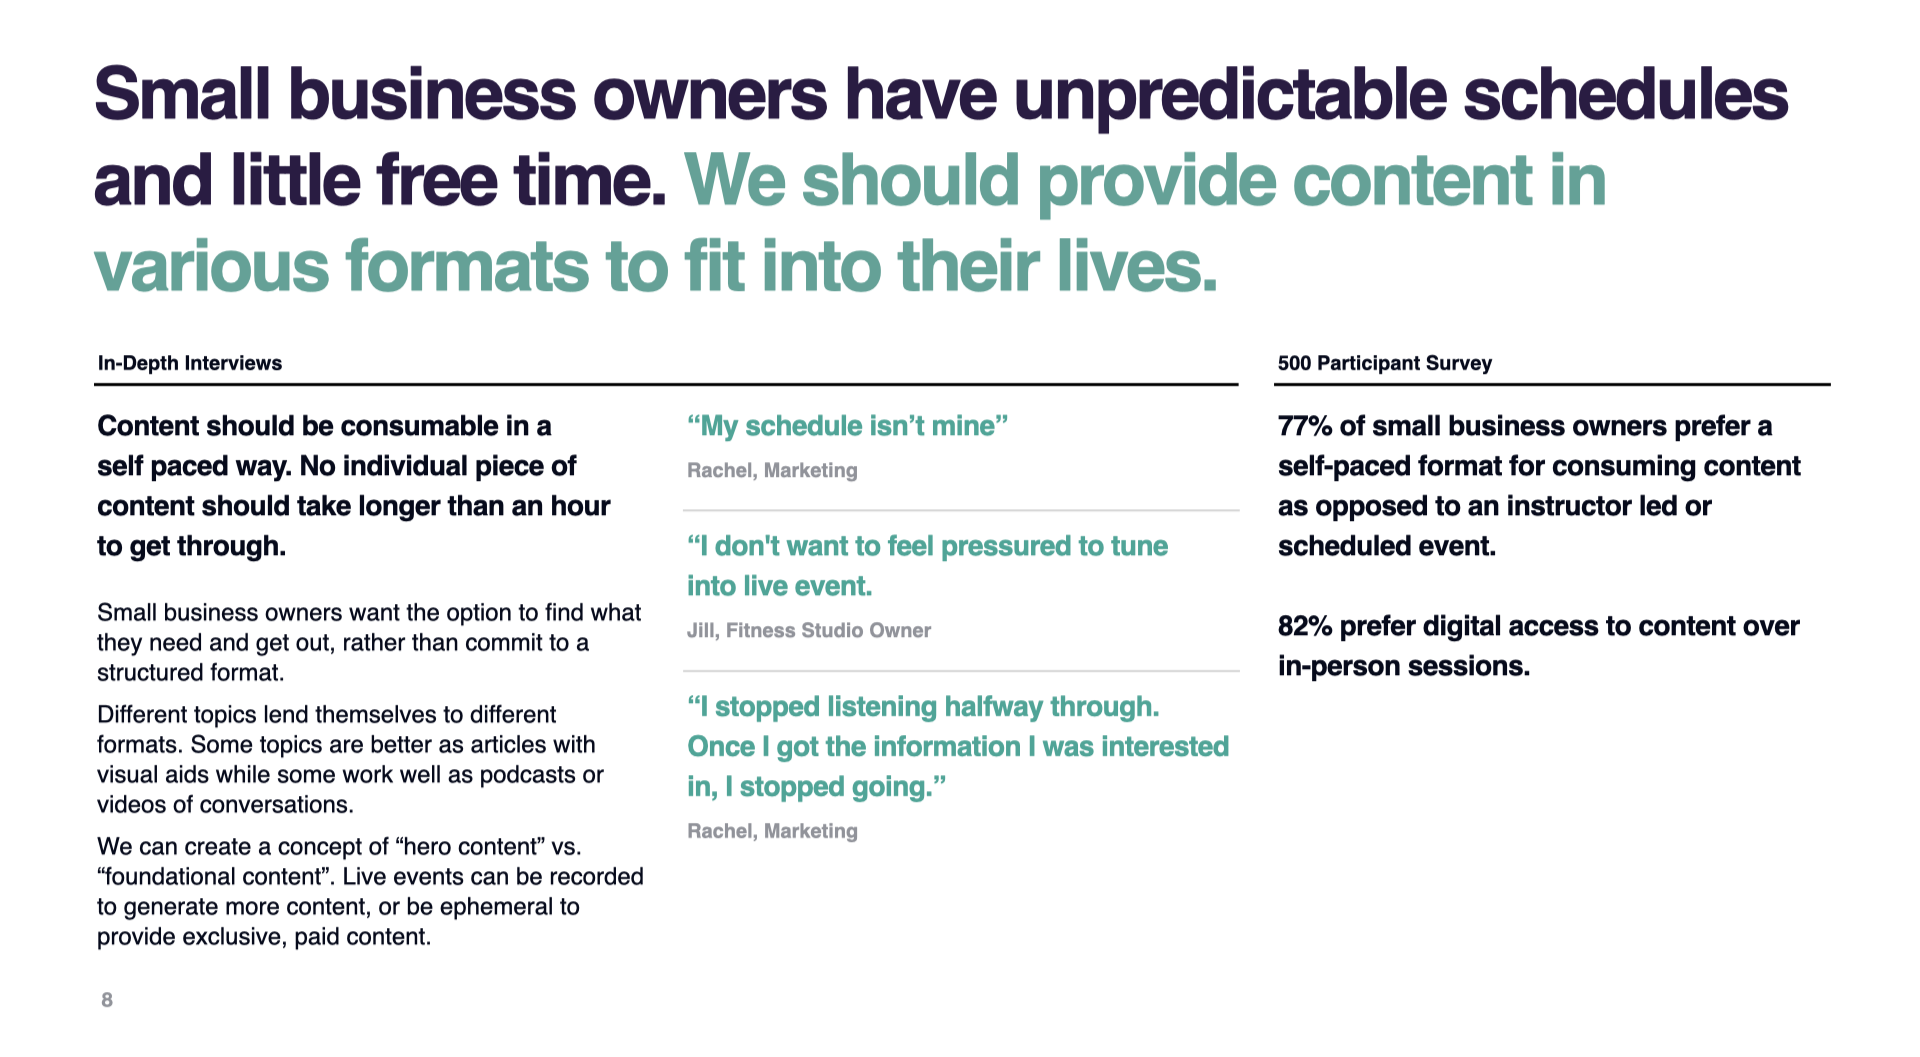 Small business owners have unpredictable schedules
and little free time. We should provide content in
various formats to fit into their lives.
In-Depth Interviews
Content should be consumable in a
self paced way. No individual piece of
content should take longer than an hour
to get through.
Small business owners want the option to find what
they need and get out, rather than commit to a
structured format.
Different topics lend themselves to different
formats. Some topics are better as articles with
visual aids while some work well as podcasts or
videos of conversations.
We can create a concept of “hero content” vs.
“foundational content”. Live events can be recorded
to generate more content, or be ephemeral to
provide exclusive, paid content.
“My schedule isn’t mine”
Rachel, Marketing
“I don't want to feel pressured to tune
into live event.
Jill, Fitness Studio Owner
“I stopped listening halfway through.
Once I got the information I was interested
in, I stopped going.”
Rachel, Marketing
500 Participant Survey
77% of small business owners prefer a
self-paced format for consuming content
as opposed to an instructor led or
scheduled event.
82% prefer digital access to content over
in-person sessions.
8